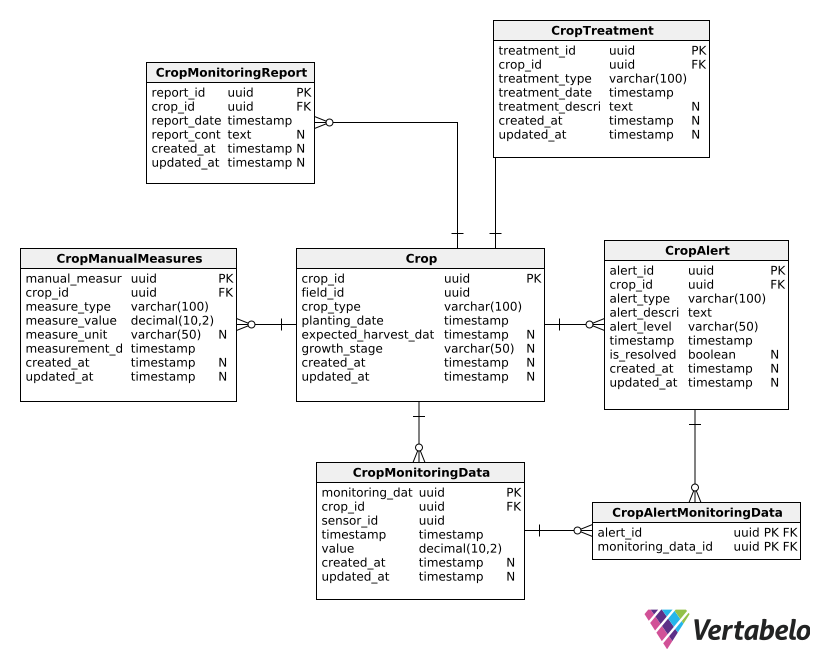 CropTreatment
treatment_id uuid PK
crop_id uuid FK
treatment_type varchar(100)
treatment_date timestamp
treatment_descri text N
created_at timestamp N
updated_at timestamp N
CropMonitoringReport
report_id uuid PK
crop_id uuid FK
report_date timestamp
report_cont text N
created_at timestamp N
updated_at timestamp N
CropManualMeasures
manual_measur uuid PK
crop_id uuid FK
measure_type varchar(100)
measure_value decimal(10,2)
measure_unit varchar(50) N
measurement_d timestamp
created_at timestamp N
updated_at timestamp N
Crop
crop_id uuid PK
field_id uuid
crop_type varchar(100)
planting_date timestamp
expected_harvest_dat timestamp N
growth_stage varchar(50) N
created_at timestamp N
updated_at timestamp N
CropAlert
alert_id uuid PK
crop_id uuid FK
alert_type varchar(100)
alert_descri text
alert_level varchar(50)
timestamp timestamp
is_resolved boolean N
created_at timestamp N
updated_at timestamp N
CropMonitoringData
monitoring_dat uuid PK
crop_id uuid FK
sensor_id uuid
timestamp timestamp
value decimal(10,2)
created_at timestamp N
updated_at timestamp N
CropAlertMonitoringData
alert_id uuid PK FK
monitoring_data_id uuid PK FK
Vertabelo